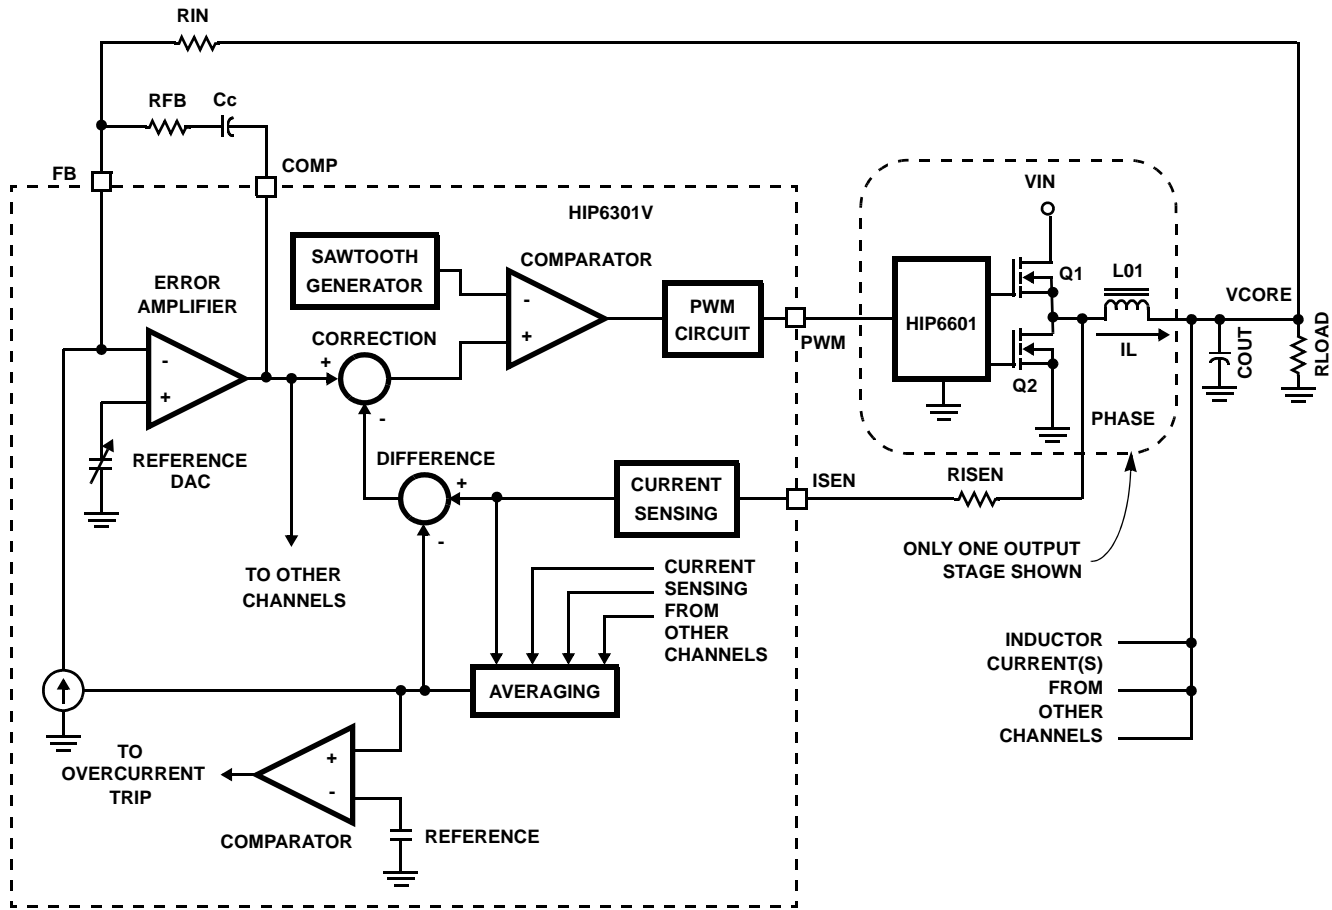 RIN
RFB
Cc
FB
COMP
HIP6301V
VIN
SAWTOOTH
GENERATOR
COMPARATOR
-
+
PWM
CIRCUIT
PWM
HIP6601
Q1
Q2
L01
IL
VCORE
COUT
RLOAD
PHASE
ERROR
AMPLIFIER
-
+
CORRECTION
+
-
REFERENCE
DAC
DIFFERENCE
+
-
CURRENT
SENSING
ISEN
RISEN
ONLY ONE OUTPUT
STAGE SHOWN
TO OTHER
CHANNELS
CURRENT
SENSING
FROM
OTHER
CHANNELS
AVERAGING
INDUCTOR
CURRENT(S)
FROM
OTHER
CHANNELS
TO
OVERCURRENT
TRIP
+
-
COMPARATOR
REFERENCE